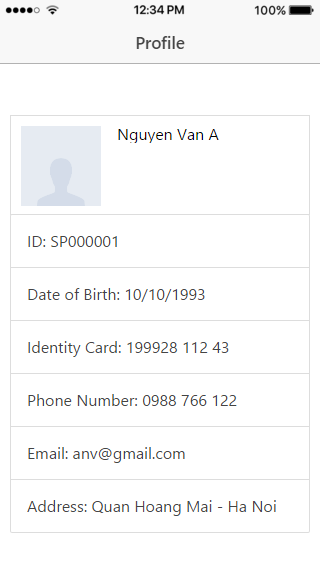 12:34 PM
100%
Profile
Nguyen Van A
ID: SP000001
Date of Birth: 10/10/1993
Identity Card: 199928 112 43
Phone Number: 0988 766 122
Email: anv@gmail.com
Address: Quan Hoang Mai - Ha Noi